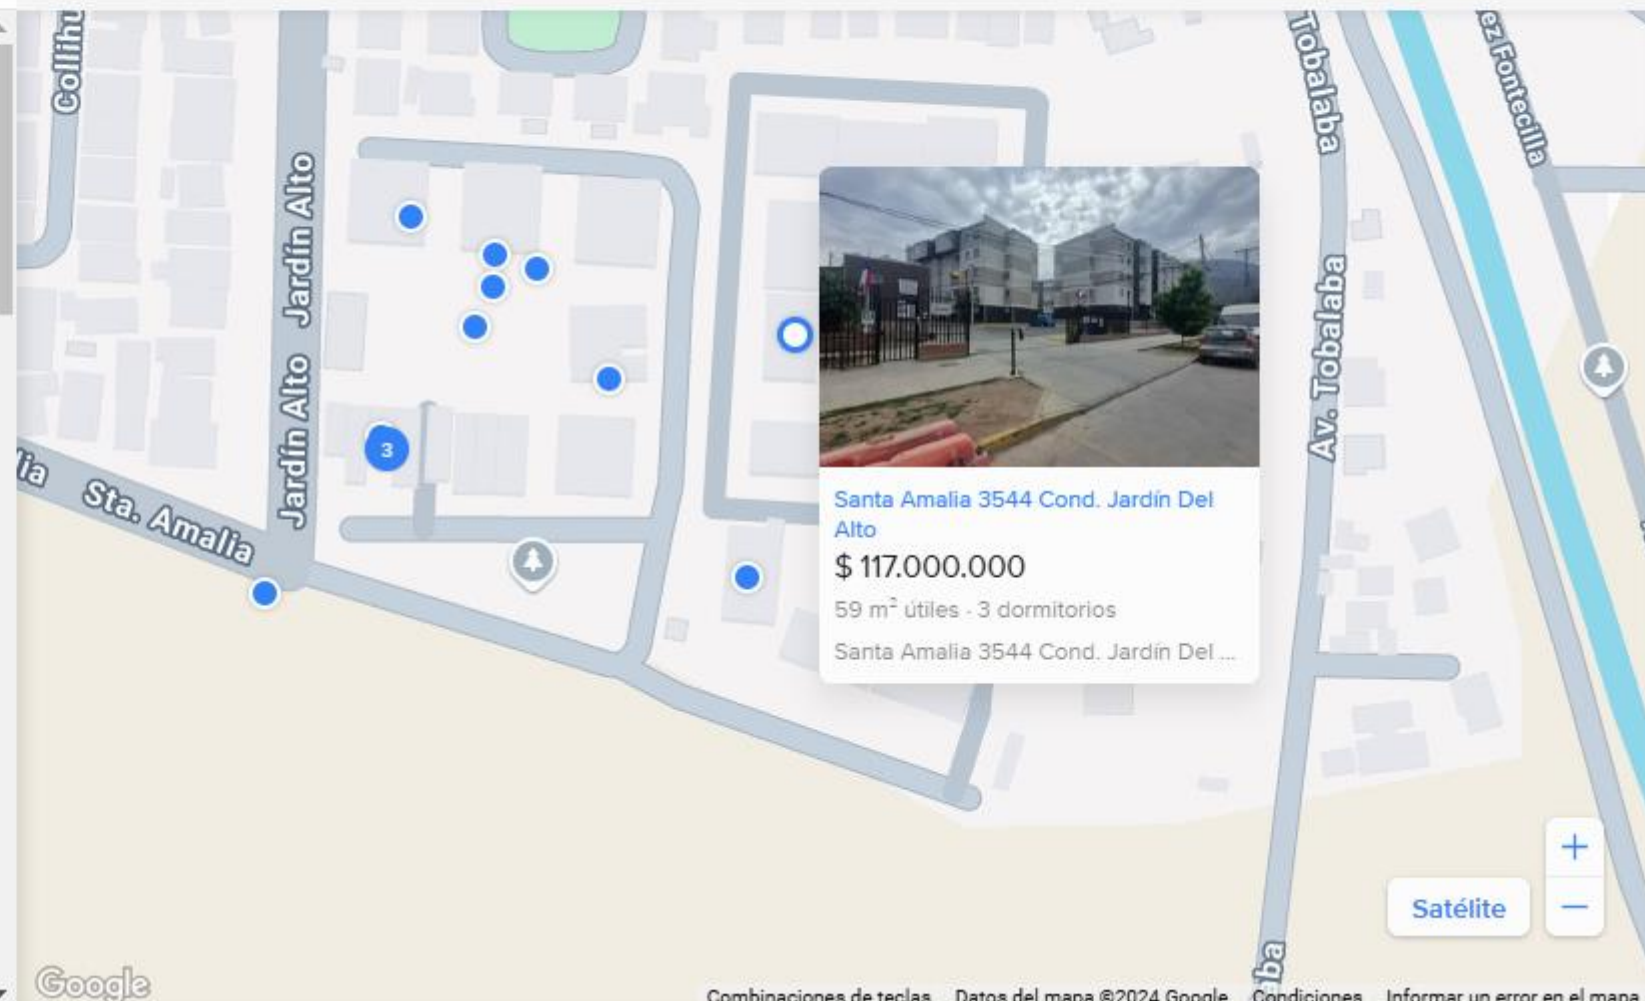 Collihu
Jardín Alto
Jardín Alto
Sta. Amalia
lia
Tobalaba
Av. Tobalaba
ez Fontecilla
3
Santa Amalia 3544 Cond. Jardín Del
Alto
$ 117.000.000
59 m² útiles · 3 dormitorios
Santa Amalia 3544 Cond. Jardín Del ...
+
Satélite
−
aba
Google
Combinaciones de teclas
Datos del mapa ©2024 Google
Condiciones
Informar un error en el mapa